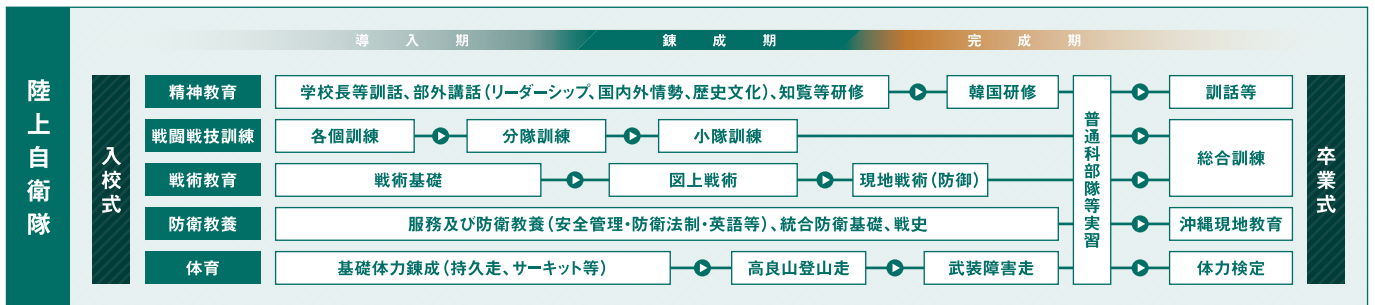 陸上自衛隊
導入期
錬成期
完成期
入校式
精神教育
学校長等訓話、部外講話（リーダーシップ、国内外情勢、歴史文化）、知覧等研修
韓国研修
訓話等
戦闘戦技訓練
各個訓練
分隊訓練
小隊訓練
総合訓練
戦術教育
戦術基礎
図上戦術
現地戦術（防御）
防衛教養
服務及び防衛教養（安全管理・防衛法制・英語等）、統合防衛基礎、戦史
沖縄現地教育
体育
基礎体力錬成（持久走、サーキット等）
高良山登山走
武装障害走
体力検定
普通科部隊等実習
卒業式